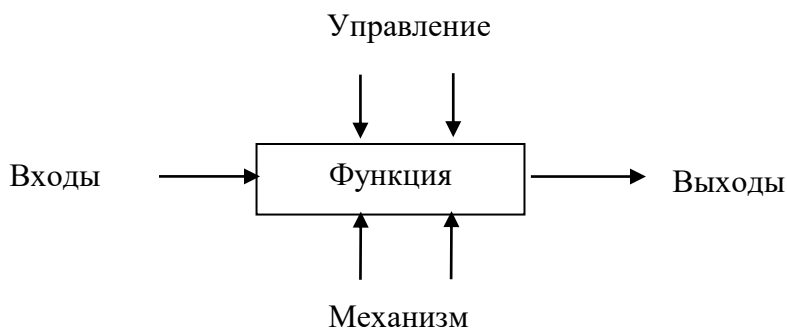 Управление
Входы
Функция
Выходы
Механизм